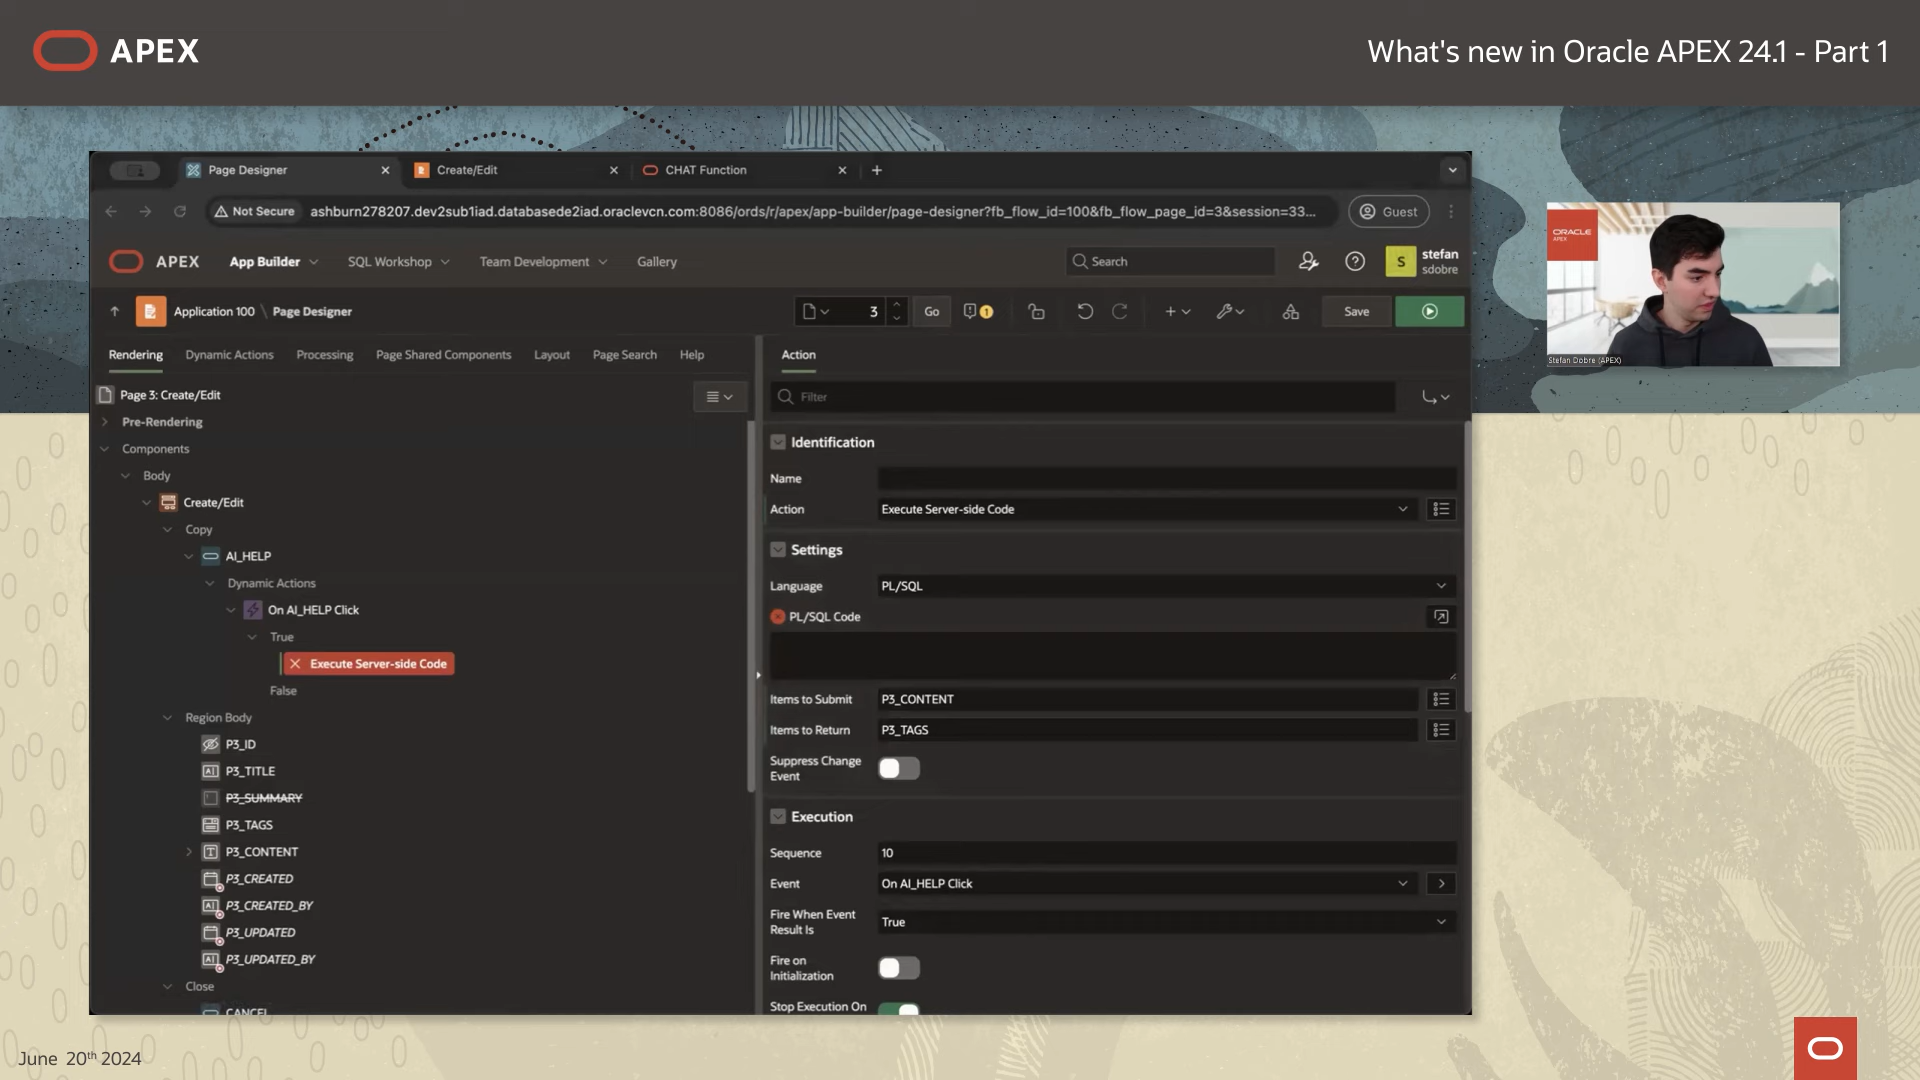 APEX
What's new in Oracle APEX 24.1 - Part 1
Page Designer
Create/Edit
CHAT Function
Not Secure
ashburn278207.dev2sub1iad.databasede2iad.oraclevcn.com:8086/ords/r/apex/app-builder/page-designer?fb_flow_id=100&fb_flow_page_id=3&session=33...
Guest
APEX
App Builder
SQL Workshop
Team Development
Gallery
Search
S
stefan
sdobre
ORACLE
APEX
Stefan Dobre (APEX)
Application 100 \ Page Designer
3
Go
1
Save
Rendering
Dynamic Actions
Processing
Page Shared Components
Layout
Page Search
Help
Page 3: Create/Edit
Pre-Rendering
Components
Body
Create/Edit
Copy
AI_HELP
Dynamic Actions
On AI_HELP Click
True
Execute Server-side Code
False
Region Body
P3_ID
P3_TITLE
P3_SUMMARY
P3_TAGS
P3_CONTENT
P3_CREATED
P3_CREATED_BY
P3_UPDATED
P3_UPDATED_BY
Close
CANCEL
Action
Filter
Identification
Name
Action
Execute Server-side Code
Settings
Language
PL/SQL
PL/SQL Code
Items to Submit
P3_CONTENT
Items to Return
P3_TAGS
Suppress Change
Event
Execution
Sequence
10
Event
On AI_HELP Click
Fire When Event
Result Is
True
Fire on
Initialization
Stop Execution On
June 20th 2024